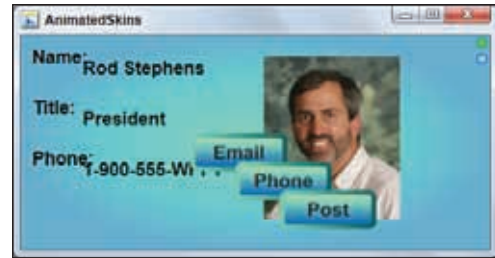 AnimatedSkins
Name:
Rod Stephens
Title:
President
Phone:
1-900-555-
Email
Phone
Post